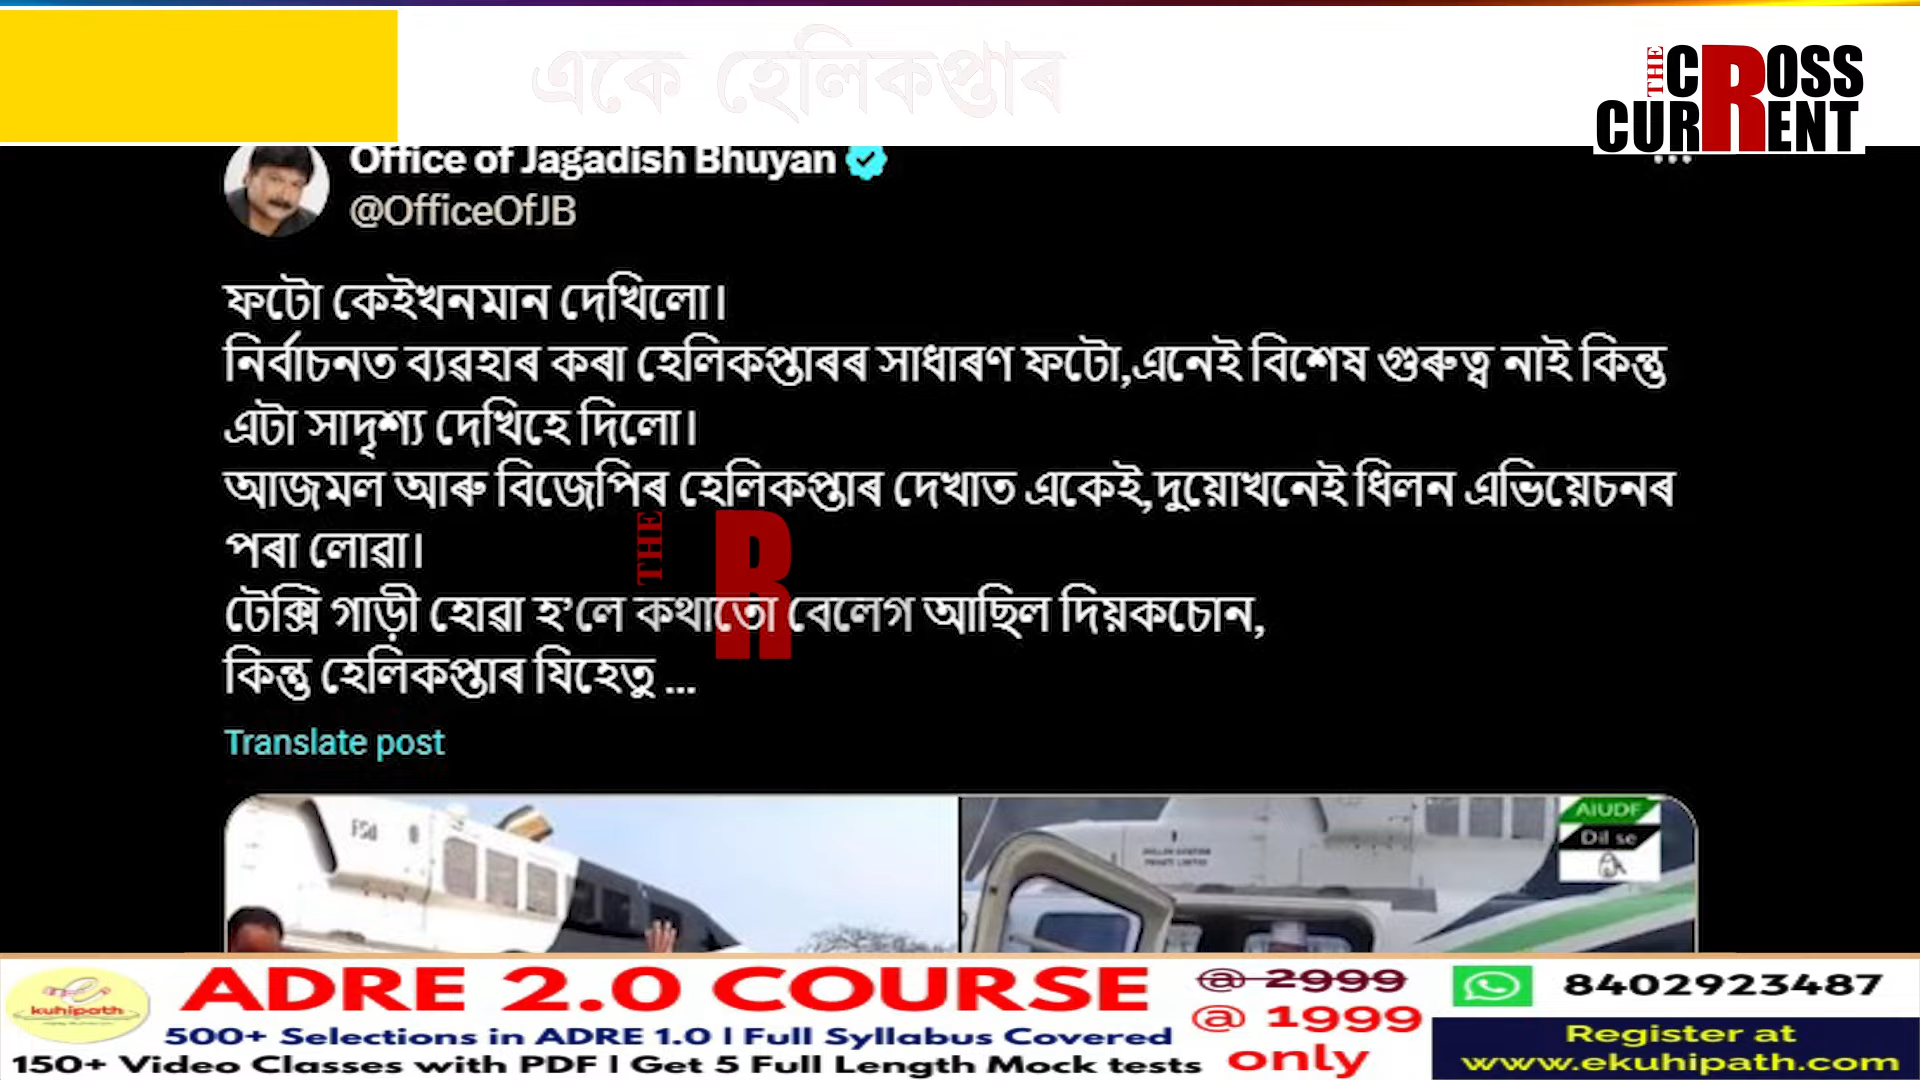 একে হেলিকপ্তাৰ
THE CROSS
CURRENT
Office of Jagadish Bhuyan
@OfficeOfJB
ফটো কেইখনমান দেখিলো।
নিৰ্বাচনত ব্যৱহাৰ কৰা হেলিকপ্তাৰৰ সাধাৰণ ফটো,এনেই বিশেষ গুৰুত্ব নাই কিন্তু
এটা সাদৃশ্য দেখিহে দিলো।
আজমল আৰু বিজেপিৰ হেলিকপ্তাৰ দেখাত একেই,দুয়োখনেই ধিলন এভিয়েচনৰ
পৰা লোৱা।
THE R
টেক্সি গাড়ী হোৱা হ’লে কথাতো বেলেগ আছিল দিয়কচোন,
কিন্তু হেলিকপ্তাৰ যিহেতু ...
Translate post
AIUDF
Dil se
kuhipath
ADRE 2.0 COURSE
500+ Selections in ADRE 1.0 | Full Syllabus Covered
150+ Video Classes with PDF | Get 5 Full Length Mock tests
@ 2999
@ 1999
only
8402923487
Register at
www.ekuhipath.com